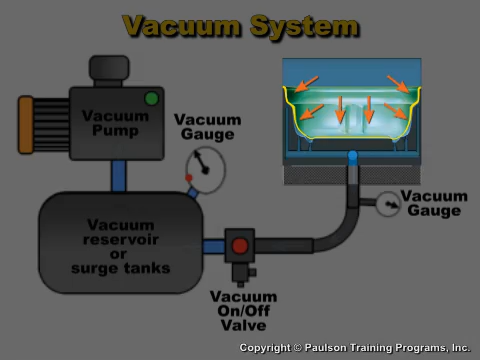 Vacuum System
Vacuum
Pump
Vacuum
Gauge
Vacuum
Gauge
Vacuum
reservoir
or
surge tanks
Vacuum
On/Off
Valve
Copyright © Paulson Training Programs, Inc.